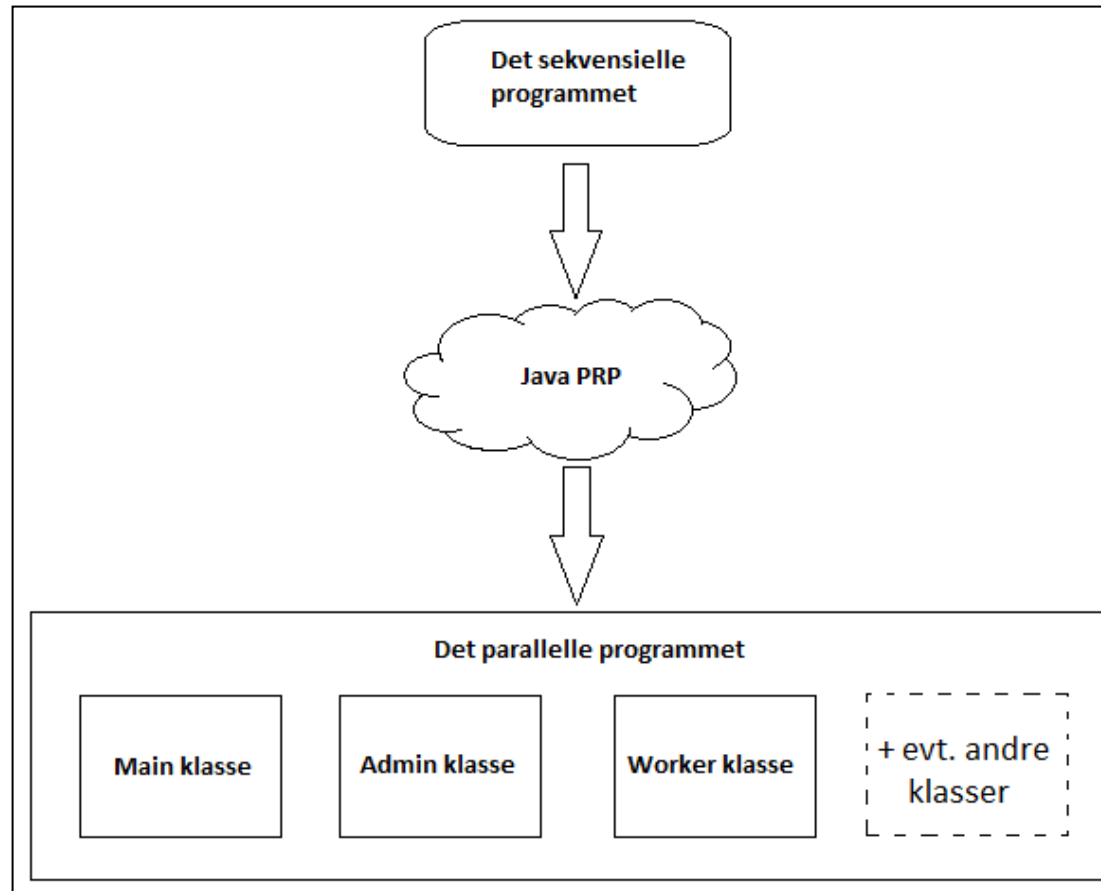 Det sekvensielle
programmet
Java PRP
Det parallelle programmet
Main klasse
Admin klasse
Worker klasse
+ evt. andre
klasser